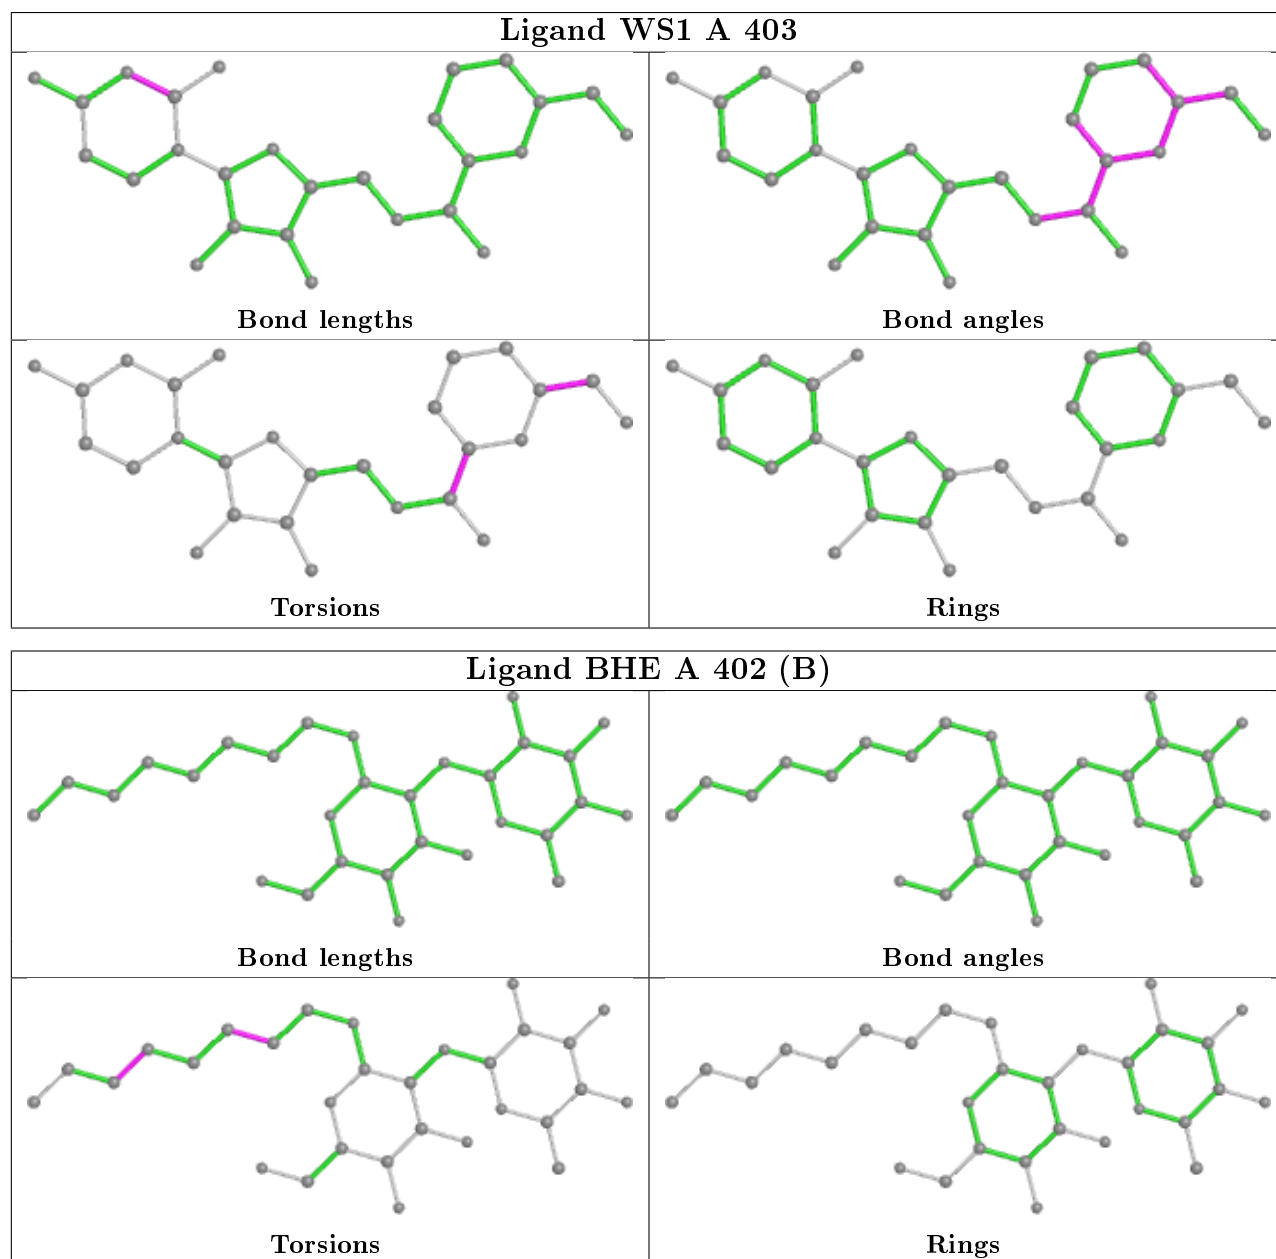 Ligand WS1 A 403
Bond lengths
Bond angles
Torsions
Rings
Ligand BHE A 402 (B)
Bond lengths
Bond angles
Torsions
Rings